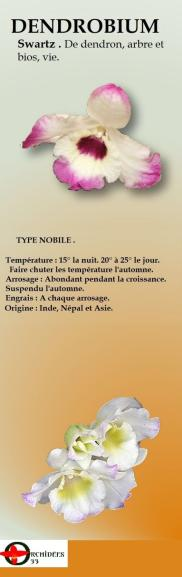 DENDROBIUM
Swartz . De dendron, arbre et
bios, vie.
TYPE NOBILE .
Température : 15° la nuit. 20° à 25° le jour.
Faire chuter les température l'automne.
Arrosage : Abondant pendant la croissance.
Suspendu l'automne.
Engrais : A chaque arrosage.
Origine : Inde, Népal et Asie.
ORCHIDÉES
33